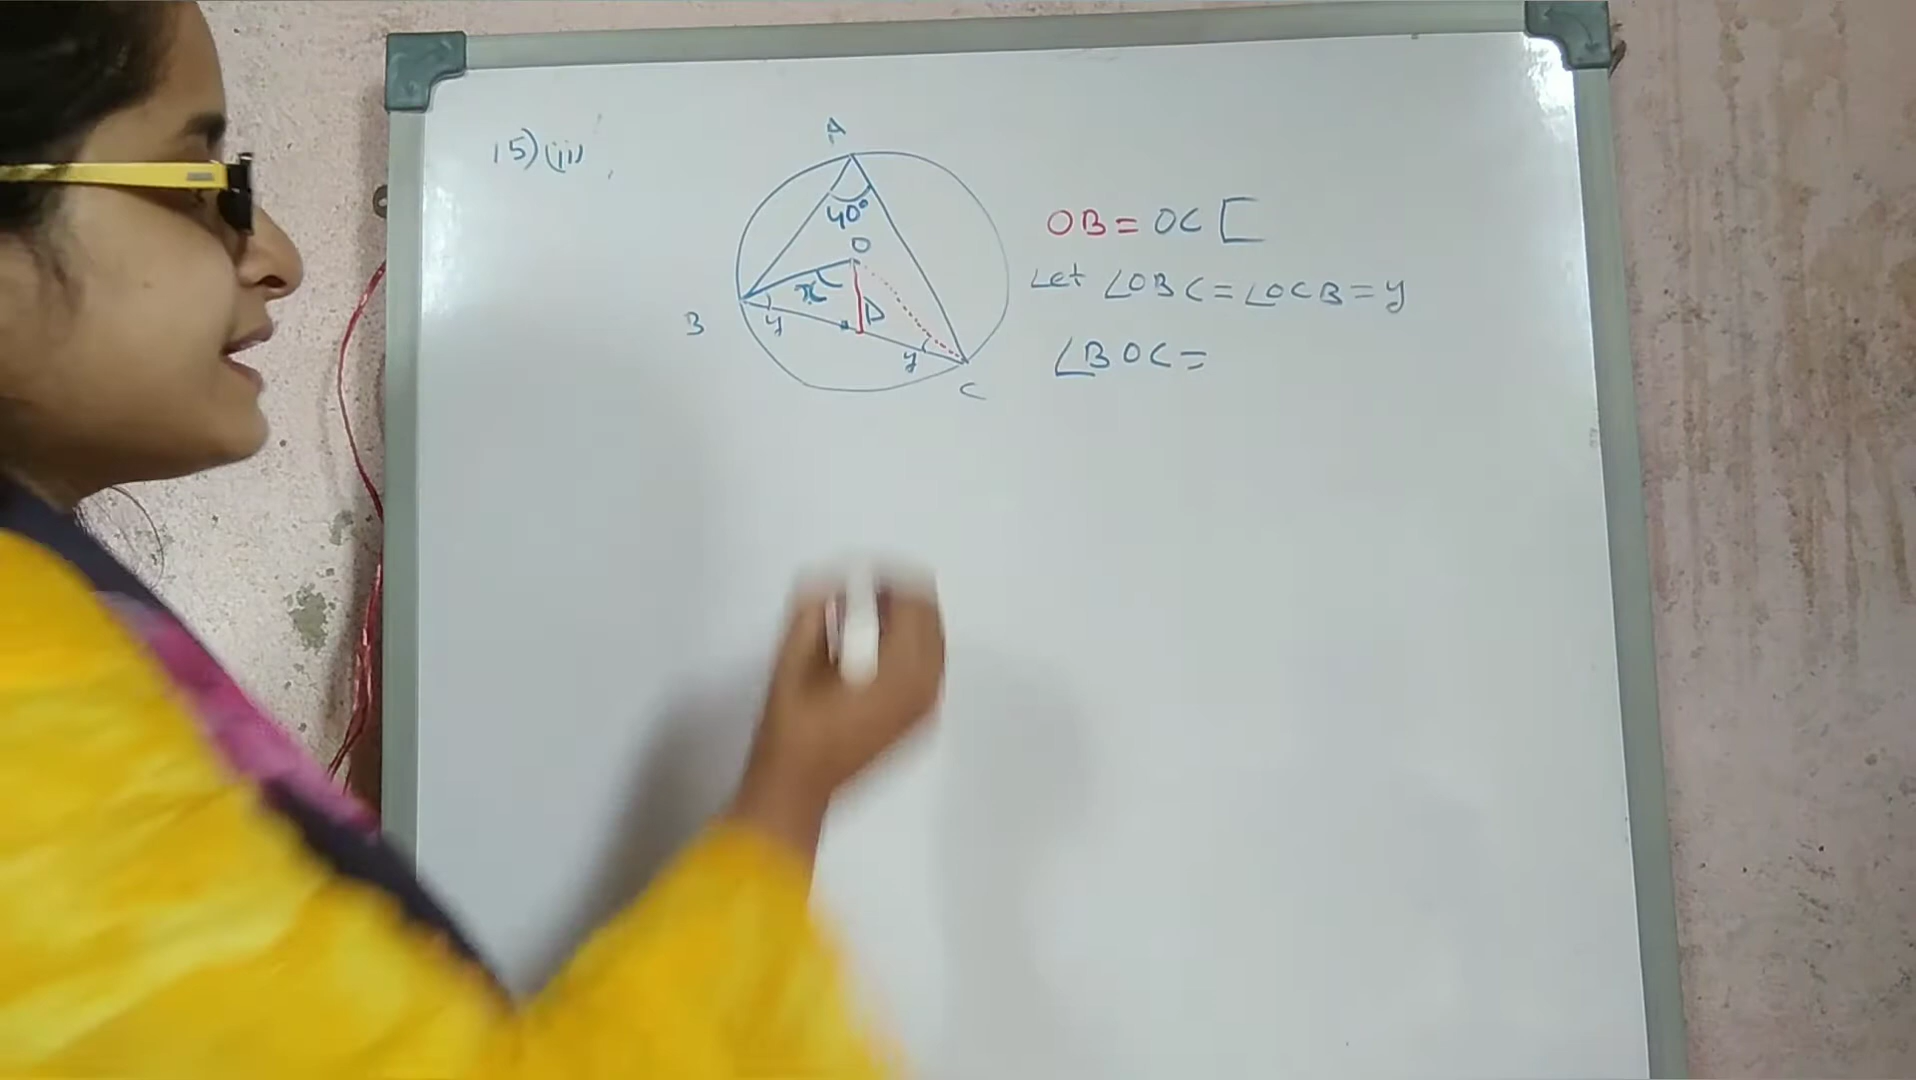 15)(ii)
A
40°
O
x
D
B
y
y
C
OB = OC [
Let ∠OBC = ∠OCB = y
∠BOC =